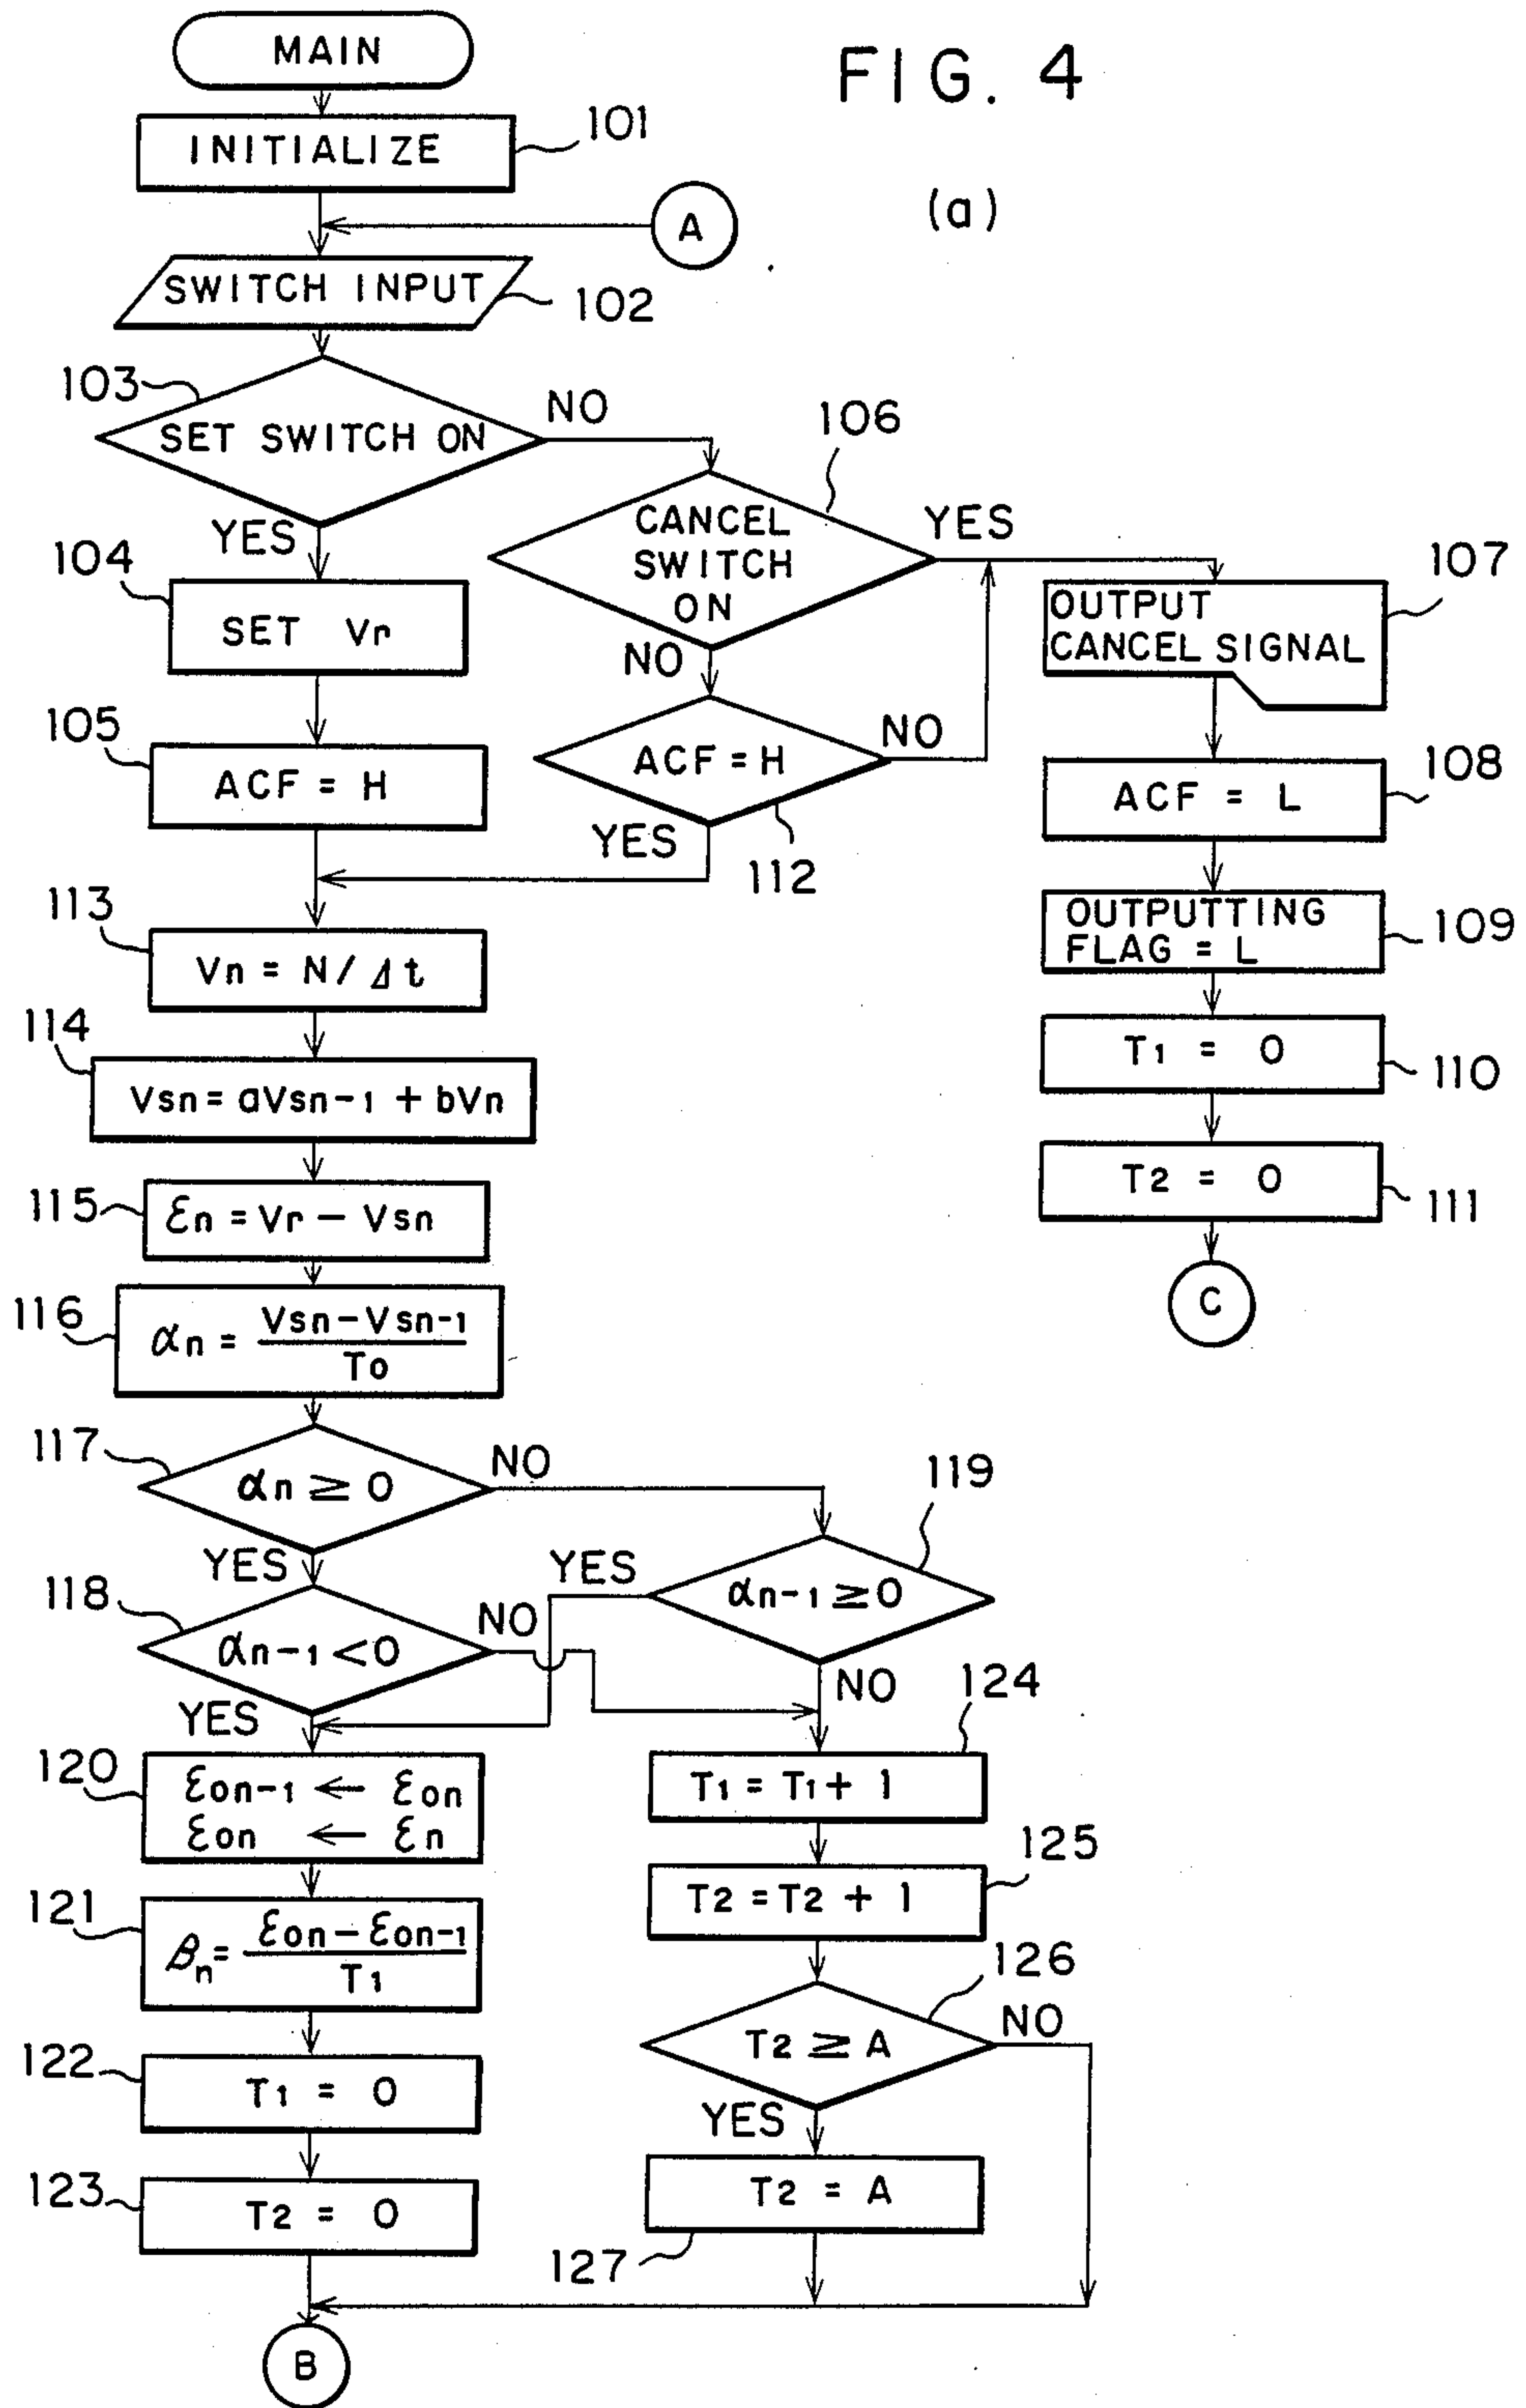 FIG. 4
(a)
MAIN
INITIALIZE
101
A
SWITCH INPUT
102
103
SET SWITCH ON
NO
YES
106
CANCEL
SWITCH
ON
YES
NO
104
SET Vr
107
OUTPUT
CANCEL SIGNAL
105
ACF = H
ACF = H
NO
YES
112
108
ACF = L
109
OUTPUTTING
FLAG = L
110
T1 = 0
111
T2 = 0
C
113
Vn = N/Δt
114
Vsn = aVsn-1 + bVn
115
εn = Vr - Vsn
116
αn = Vsn - Vsn-1
To
117
αn ≥ 0
NO
YES
119
αn-1 ≥ 0
YES
NO
118
αn-1 < 0
NO
YES
120
εon-1 ← εon
εon ← εn
121
βn = εon - εon-1
T1
122
T1 = 0
123
T2 = 0
124
T1 = T1 + 1
125
T2 = T2 + 1
126
T2 ≥ A
NO
YES
T2 = A
127
B